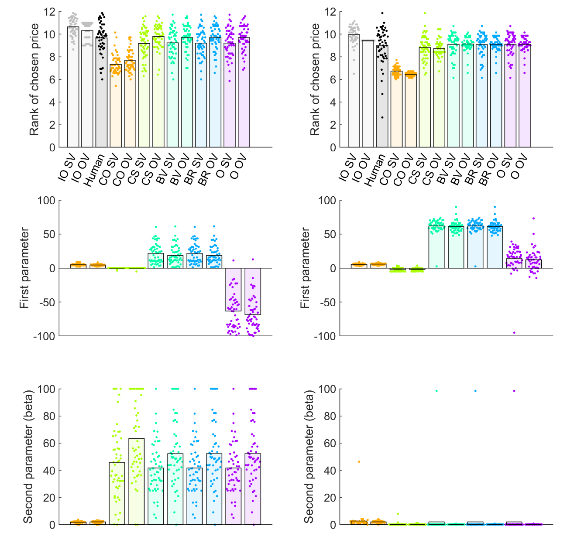 12
10
8
6
4
2
0
Rank of chosen price
IO SV
IO OV
Human
CO SV
CO OV
CS SV
CS OV
BV SV
BV OV
BR SV
BR OV
O SV
O OV
12
10
8
6
4
2
0
Rank of chosen price
IO SV
IO OV
Human
CO SV
CO OV
CS SV
CS OV
BV SV
BV OV
BR SV
BR OV
O SV
O OV
100
50
0
-50
-100
First parameter
100
50
0
-50
-100
First parameter
100
80
60
40
20
0
Second parameter (beta)
100
80
60
40
20
0
Second parameter (beta)